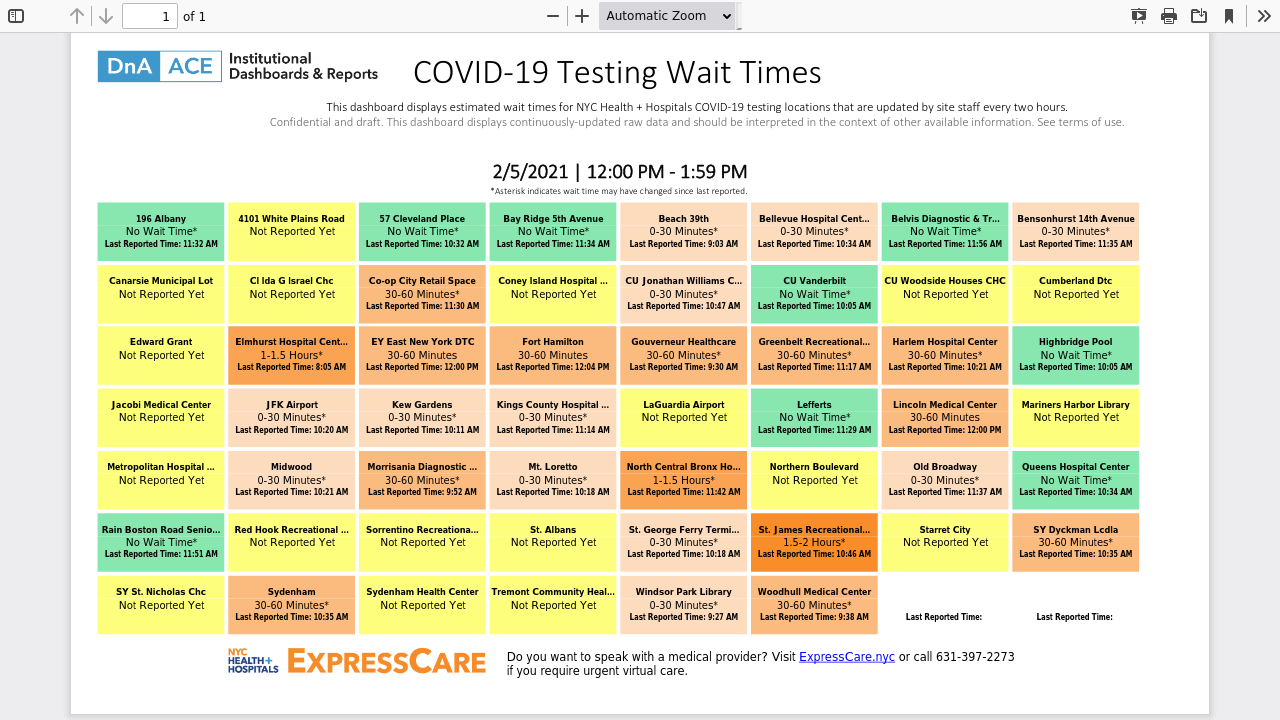 1 of 1 Automatic Zoom
DnA ACE Institutional
Dashboards & Reports
COVID-19 Testing Wait Times
This dashboard displays estimated wait times for NYC Health + Hospitals COVID-19 testing locations that are updated by site staff every two hours.
Confidential and draft. This dashboard displays continuously-updated raw data and should be interpreted in the context of other available information. See terms of use.
2/5/2021 | 12:00 PM - 1:59 PM
*Asterisk indicates wait time may have changed since last reported.
196 Albany
No Wait Time*
Last Reported Time: 11:32 AM
4101 White Plains Road
Not Reported Yet
57 Cleveland Place
No Wait Time*
Last Reported Time: 10:32 AM
Bay Ridge 5th Avenue
No Wait Time*
Last Reported Time: 11:34 AM
Beach 39th
0-30 Minutes*
Last Reported Time: 9:03 AM
Bellevue Hospital Cent...
0-30 Minutes*
Last Reported Time: 10:34 AM
Belvis Diagnostic & Tr...
No Wait Time*
Last Reported Time: 11:56 AM
Bensonhurst 14th Avenue
0-30 Minutes*
Last Reported Time: 11:35 AM
Canarsie Municipal Lot
Not Reported Yet
CI Ida G Israel Chc
Not Reported Yet
Co-op City Retail Space
30-60 Minutes*
Last Reported Time: 11:30 AM
Coney Island Hospital ...
Not Reported Yet
CU Jonathan Williams C...
0-30 Minutes*
Last Reported Time: 10:47 AM
CU Vanderbilt
No Wait Time*
Last Reported Time: 10:05 AM
CU Woodside Houses CHC
Not Reported Yet
Cumberland Dtc
Not Reported Yet
Edward Grant
Not Reported Yet
Elmhurst Hospital Cent...
1-1.5 Hours*
Last Reported Time: 8:05 AM
EY East New York DTC
30-60 Minutes
Last Reported Time: 12:00 PM
Fort Hamilton
30-60 Minutes
Last Reported Time: 12:04 PM
Gouverneur Healthcare
30-60 Minutes*
Last Reported Time: 9:30 AM
Greenbelt Recreational...
30-60 Minutes*
Last Reported Time: 11:17 AM
Harlem Hospital Center
30-60 Minutes*
Last Reported Time: 10:21 AM
Highbridge Pool
No Wait Time*
Last Reported Time: 10:05 AM
Jacobi Medical Center
Not Reported Yet
JFK Airport
0-30 Minutes*
Last Reported Time: 10:20 AM
Kew Gardens
0-30 Minutes*
Last Reported Time: 10:11 AM
Kings County Hospital ...
0-30 Minutes*
Last Reported Time: 11:14 AM
LaGuardia Airport
Not Reported Yet
Lefferts
No Wait Time*
Last Reported Time: 11:29 AM
Lincoln Medical Center
30-60 Minutes
Last Reported Time: 12:00 PM
Mariners Harbor Library
Not Reported Yet
Metropolitan Hospital ...
Not Reported Yet
Midwood
0-30 Minutes*
Last Reported Time: 10:21 AM
Morrisania Diagnostic ...
30-60 Minutes*
Last Reported Time: 9:52 AM
Mt. Loretto
0-30 Minutes*
Last Reported Time: 10:18 AM
North Central Bronx Ho...
1-1.5 Hours*
Last Reported Time: 11:42 AM
Northern Boulevard
Not Reported Yet
Old Broadway
0-30 Minutes*
Last Reported Time: 11:37 AM
Queens Hospital Center
No Wait Time*
Last Reported Time: 10:34 AM
Rain Boston Road Senio...
No Wait Time*
Last Reported Time: 11:51 AM
Red Hook Recreational ...
Not Reported Yet
Sorrentino Recreationa...
Not Reported Yet
St. Albans
Not Reported Yet
St. George Ferry Termi...
0-30 Minutes*
Last Reported Time: 10:18 AM
St. James Recreational...
1.5-2 Hours*
Last Reported Time: 10:46 AM
Starret City
Not Reported Yet
SY Dyckman Lcdla
30-60 Minutes*
Last Reported Time: 10:35 AM
SY St. Nicholas Chc
Not Reported Yet
Sydenham
30-60 Minutes*
Last Reported Time: 10:35 AM
Sydenham Health Center
Not Reported Yet
Tremont Community Heal...
Not Reported Yet
Windsor Park Library
0-30 Minutes*
Last Reported Time: 9:27 AM
Woodhull Medical Center
30-60 Minutes*
Last Reported Time: 9:38 AM
Last Reported Time:
Last Reported Time:
NYC
HEALTH+
HOSPITALS
EXPRESSCARE
Do you want to speak with a medical provider? Visit ExpressCare.nyc or call 631-397-2273
if you require urgent virtual care.